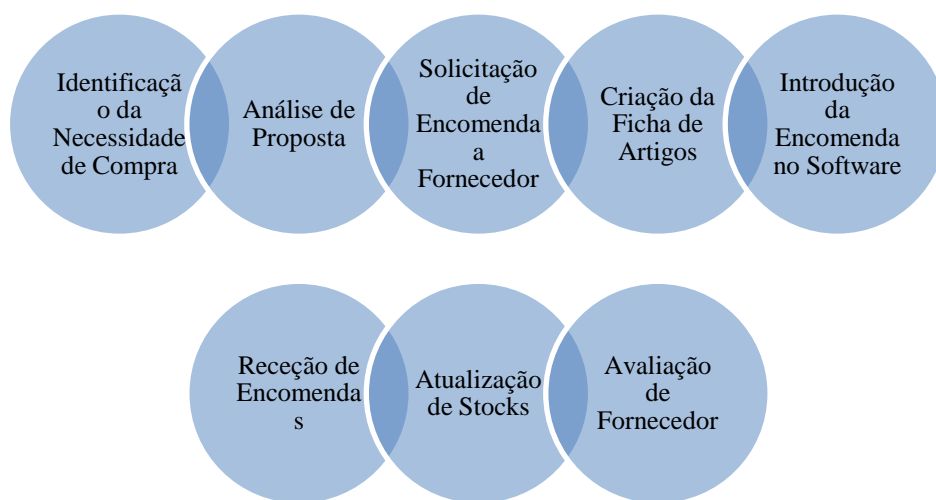 Identificaçã
o da
Necessidade
de Compra
Análise de
Proposta
Solicitação
de
Encomenda
a
Fornecedor
Criação da
Ficha de
Artigos
Introdução
da
Encomenda
no Software
Receção de
Encomenda
s
Atualização
de Stocks
Avaliação
de
Fornecedor